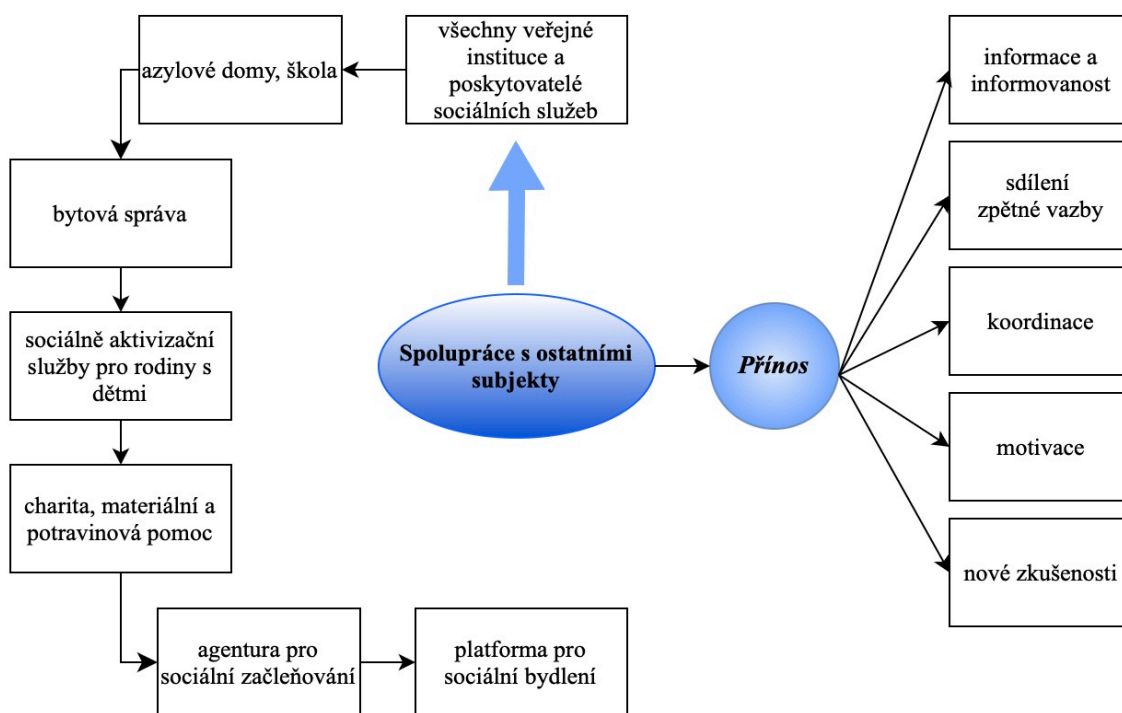 všechny veřejné
instituce a
poskytovatelé
sociálních služeb
azylové domy, škola
bytová správa
sociálně aktivizační
služby pro rodiny s
dětmi
charita, materiální a
potravinová pomoc
agentura pro
sociální začleňování
platforma pro
sociální bydlení
Spolupráce s ostatními
subjekty
Přínos
informace a
informovanost
sdílení
zpětné vazby
koordinace
motivace
nové zkušenosti